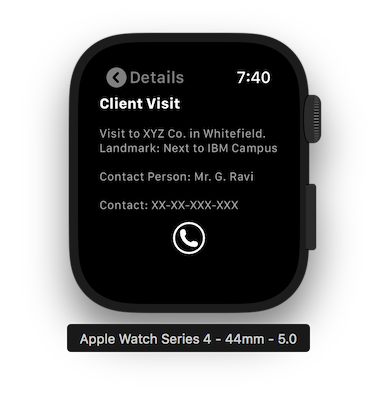 Details 7:40
Client Visit
Visit to XYZ Co. in Whitefield.
Landmark: Next to IBM Campus
Contact Person: Mr. G. Ravi
Contact: XX-XX-XXX-XXX
Apple Watch Series 4 - 44mm - 5.0